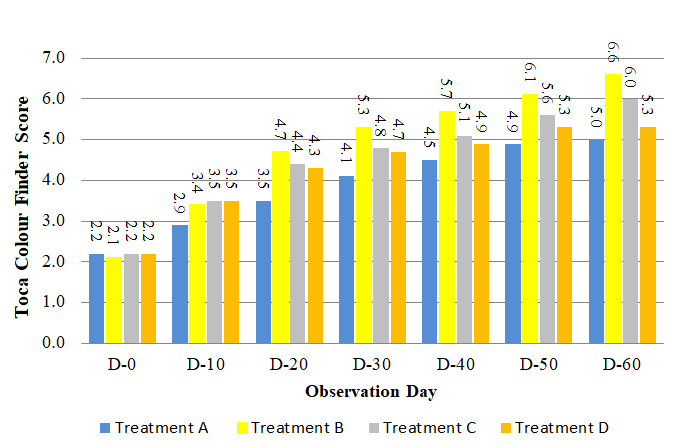 Toca Colour Finder Score
7.0
6.0
5.0
4.0
3.0
2.0
1.0
0.0
2.2 2.1 2.2 2.2
2.9 3.4 3.5 3.5
3.5 4.7 4.4 4.3
4.1 5.3 4.8 4.7
4.5 5.7 5.1 4.9
4.9 6.1 5.6 5.3
5.0 6.6 6.0 5.3
D-0 D-10 D-20 D-30 D-40 D-50 D-60
Observation Day
Treatment A Treatment B Treatment C Treatment D